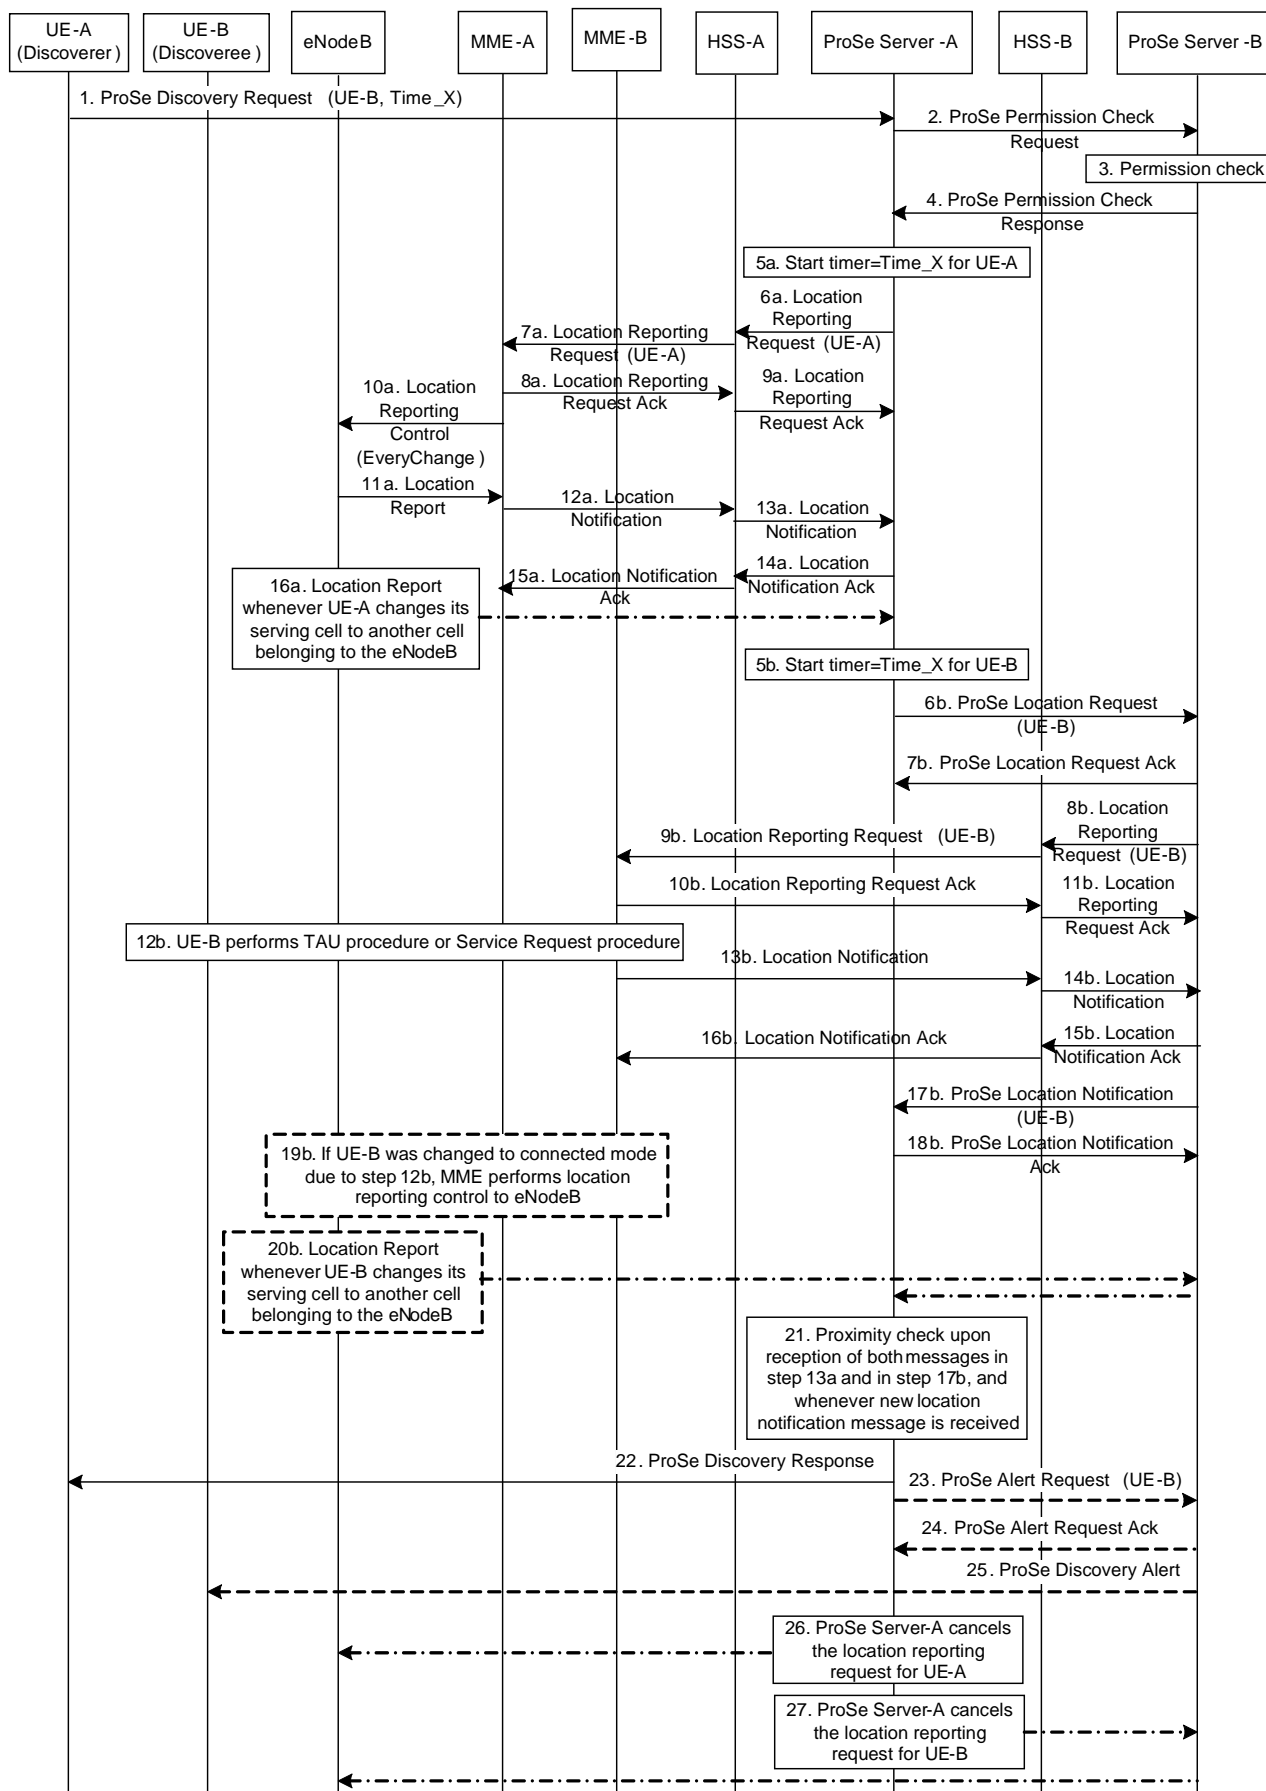 UE-A
(Discoverer)
UE-B
(Discoveree)
eNodeB
MME-A
MME-B
HSS-A
ProSe Server -A
HSS-B
ProSe Server -B
1. ProSe Discovery Request (UE-B, Time_X)
2. ProSe Permission Check
Request
3. Permission check
4. ProSe Permission Check
Response
5a. Start timer=Time_X for UE-A
6a. Location
Reporting
Request (UE-A)
7a. Location Reporting
Request (UE-A)
8a. Location Reporting
Request Ack
9a. Location
Reporting
Request Ack
10a. Location
Reporting
Control
(EveryChange)
11a. Location
Report
12a. Location
Notification
13a. Location
Notification
14a. Location
Notification Ack
15a. Location Notification
Ack
16a. Location Report
whenever UE-A changes its
serving cell to another cell
belonging to the eNodeB
5b. Start timer=Time_X for UE-B
6b. ProSe Location Request
(UE-B)
7b. ProSe Location Request Ack
8b. Location
Reporting
Request (UE-B)
9b. Location Reporting Request (UE-B)
10b. Location Reporting Request Ack
11b. Location
Reporting
Request Ack
12b. UE-B performs TAU procedure or Service Request procedure
13b. Location Notification
14b. Location
Notification
15b. Location
Notification Ack
16b. Location Notification Ack
17b. ProSe Location Notification
(UE-B)
18b. ProSe Location Notification
Ack
19b. If UE-B was changed to connected mode
due to step 12b, MME performs location
reporting control to eNodeB
20b. Location Report
whenever UE-B changes its
serving cell to another cell
belonging to the eNodeB
21. Proximity check upon
reception of both messages in
step 13a and in step 17b, and
whenever new location
notification message is received
22. ProSe Discovery Response
23. ProSe Alert Request (UE-B)
24. ProSe Alert Request Ack
25. ProSe Discovery Alert
26. ProSe Server-A cancels
the location reporting
request for UE-A
27. ProSe Server-A cancels
the location reporting
request for UE-B